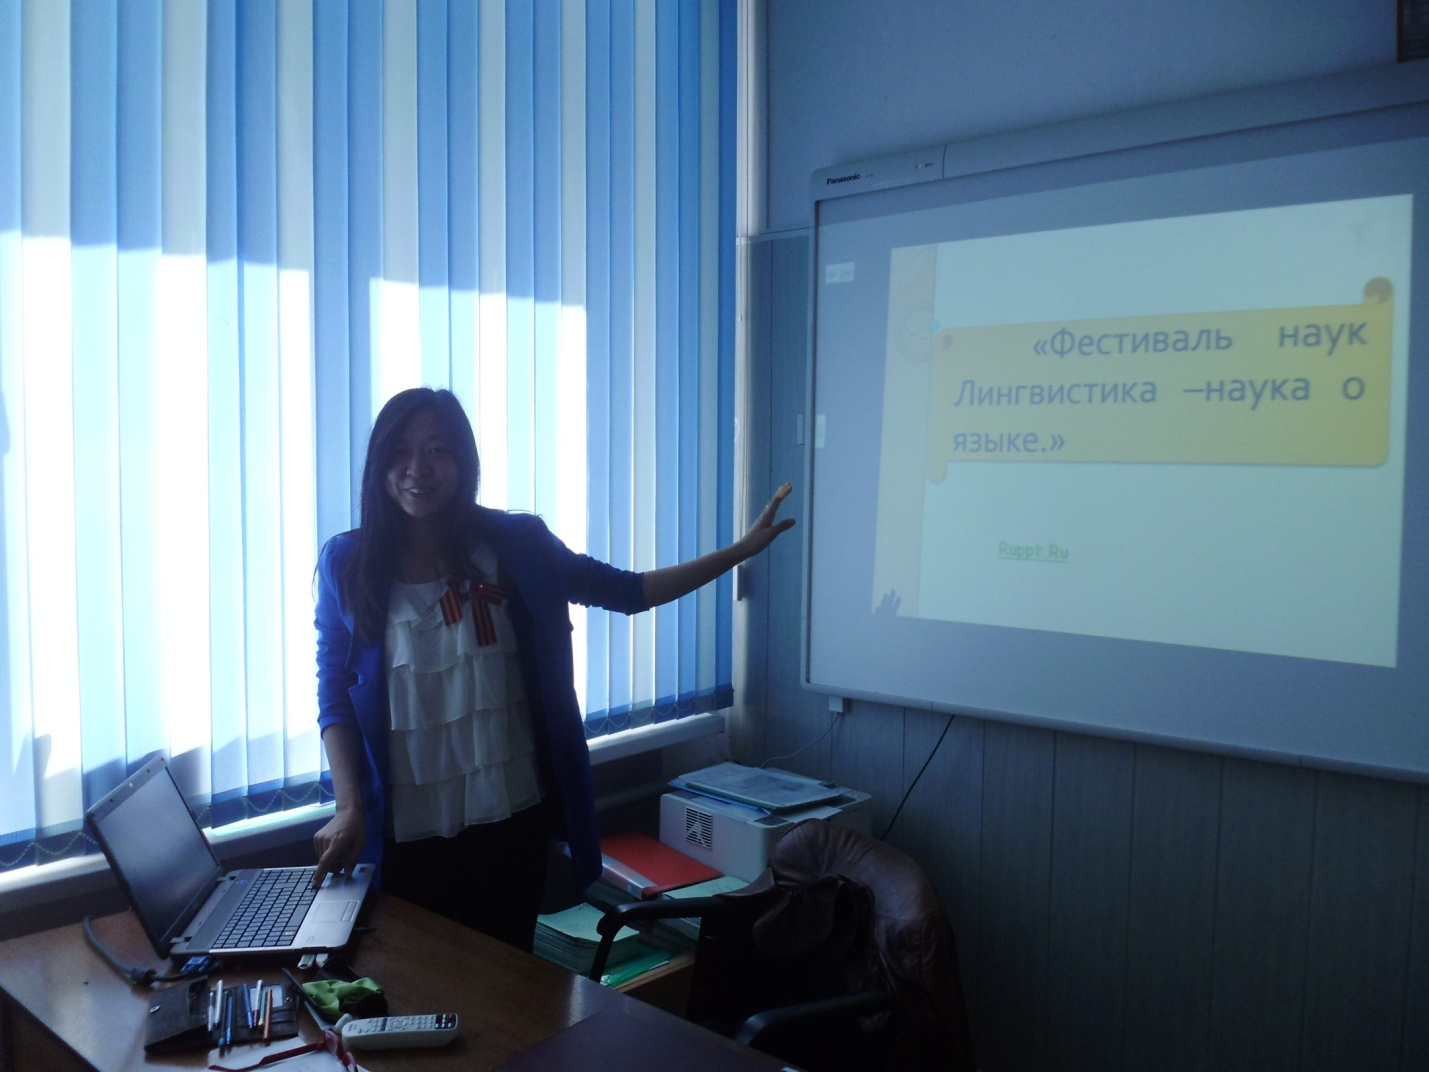 Panasonic
«Фестиваль наук
Лингвистика –наука о
языке.»
Ruppt.Ru